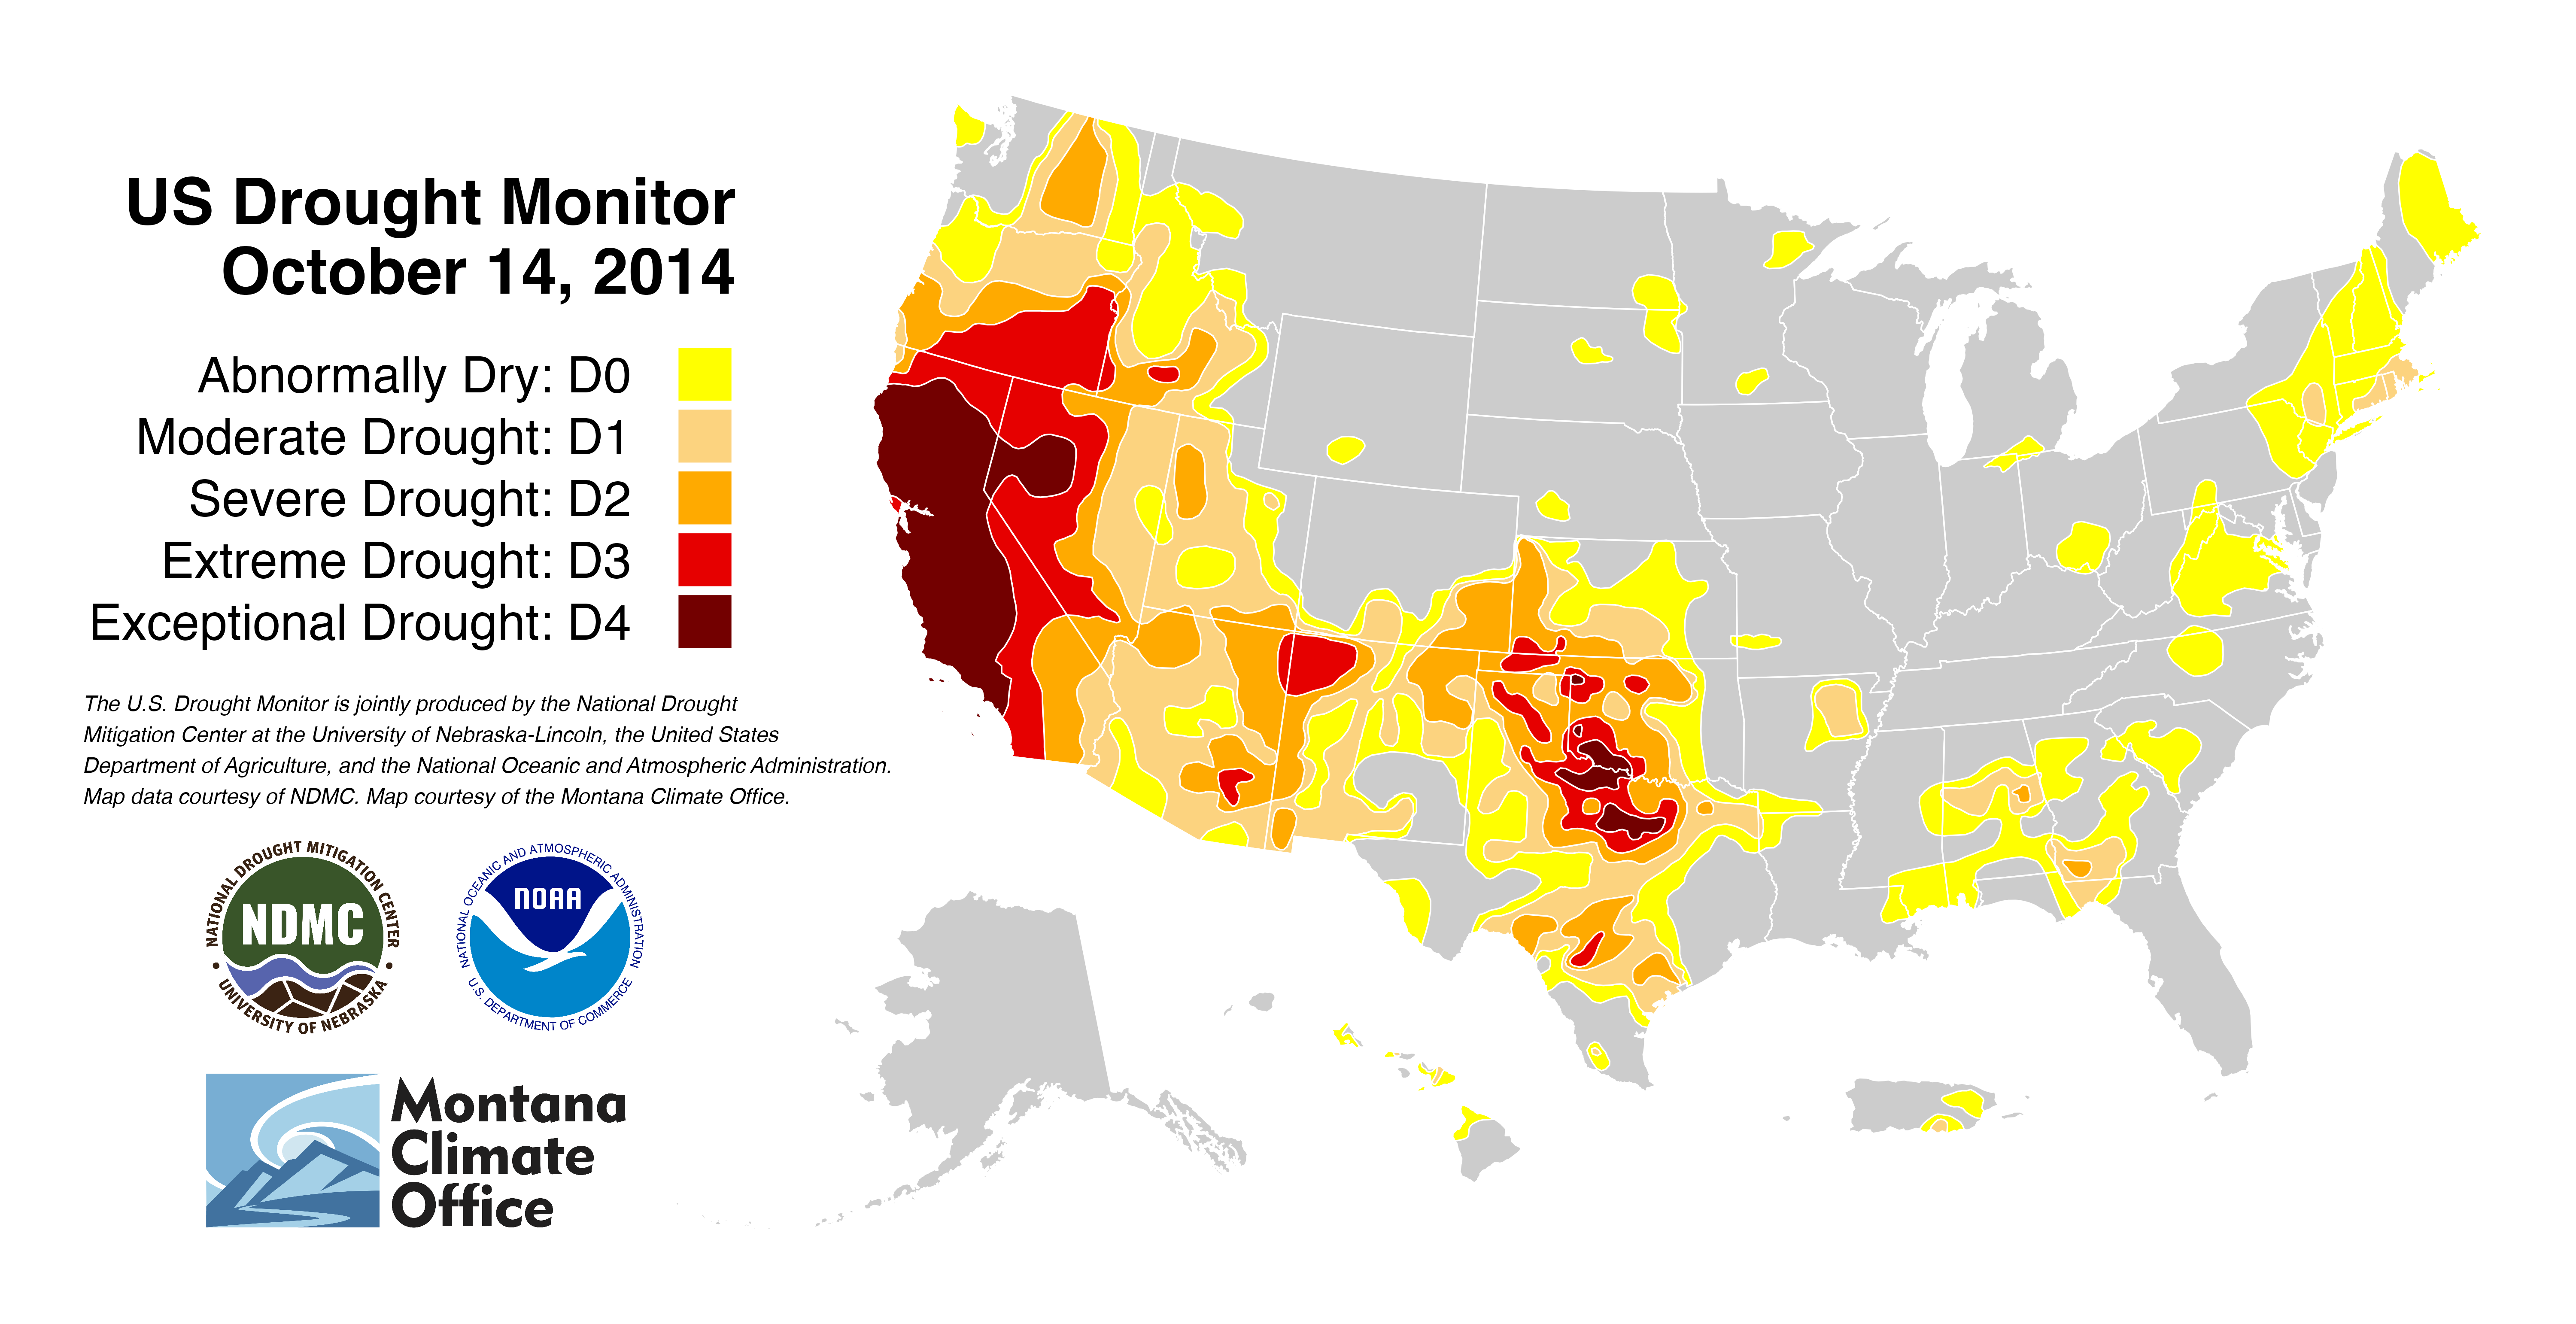 US Drought Monitor
October 14, 2014
Abnormally Dry: D0
Moderate Drought: D1
Severe Drought: D2
Extreme Drought: D3
Exceptional Drought: D4
The U.S. Drought Monitor is jointly produced by the National Drought
Mitigation Center at the University of Nebraska-Lincoln, the United States
Department of Agriculture, and the National Oceanic and Atmospheric Administration.
Map data courtesy of NDMC. Map courtesy of the Montana Climate Office.
NATIONAL DROUGHT MITIGATION CENTER
NDMC
UNIVERSITY OF NEBRASKA
NATIONAL OCEANIC AND ATMOSPHERIC ADMINISTRATION
NOAA
U.S. DEPARTMENT OF COMMERCE
Montana
Climate
Office